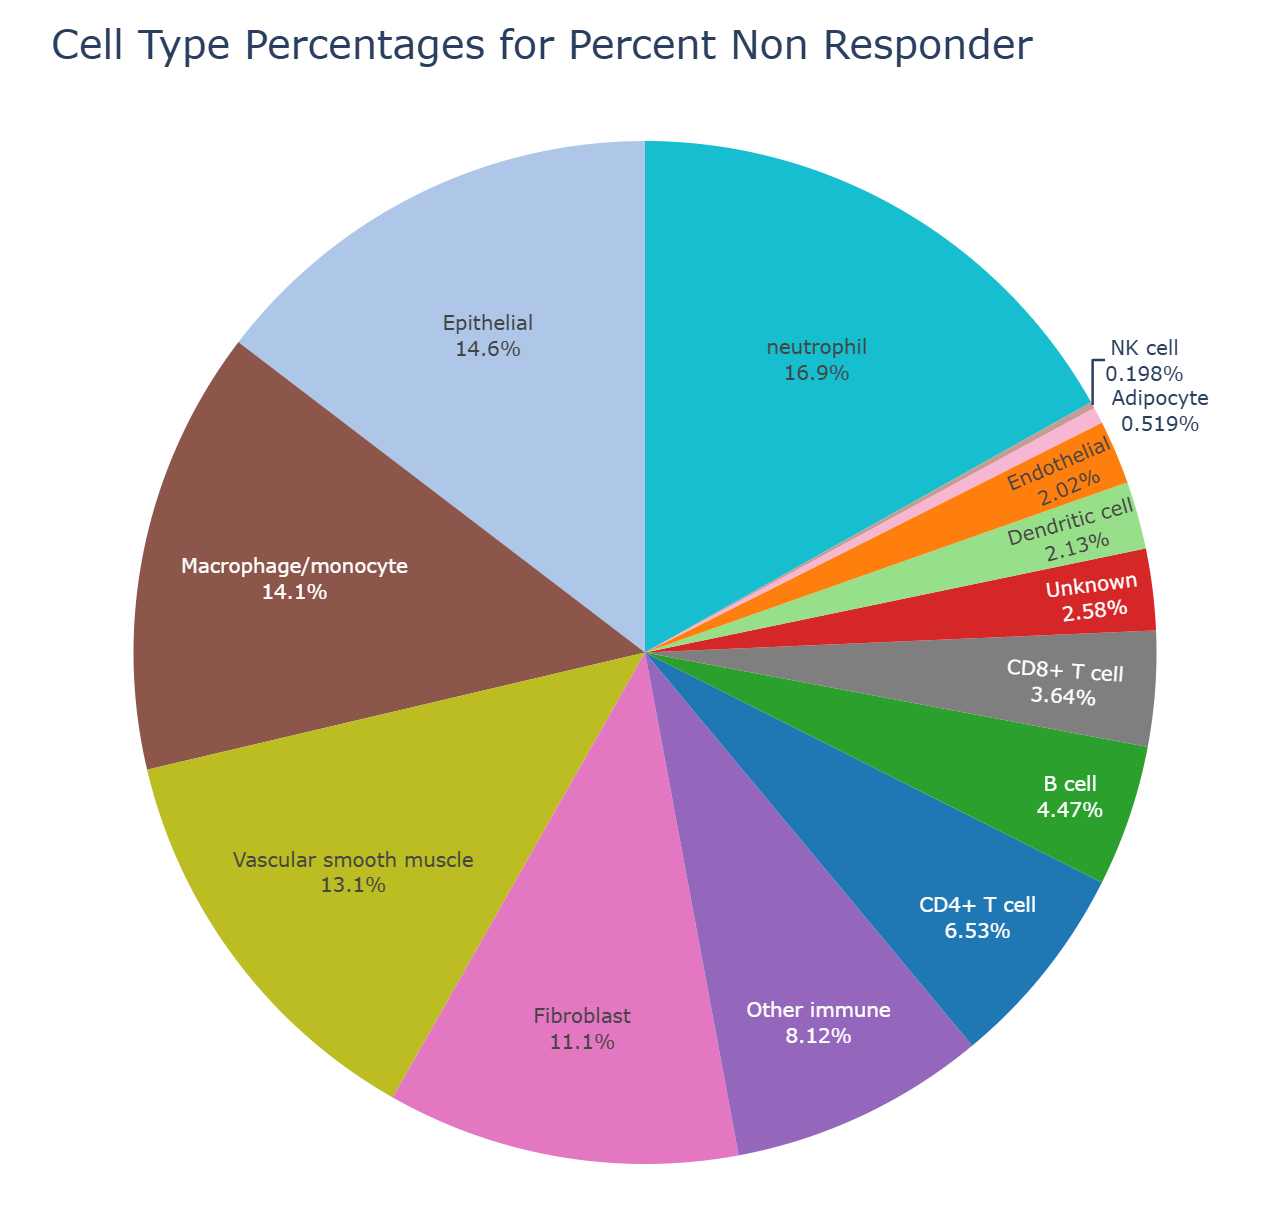 Cell Type Percentages for Percent Non Responder
Epithelial
14.6%
neutrophil
16.9%
NK cell
0.198%
Adipocyte
0.519%
Endothelial
2.02%
Dendritic cell
2.13%
Unknown
2.58%
CD8+ T cell
3.64%
B cell
4.47%
CD4+ T cell
6.53%
Other immune
8.12%
Fibroblast
11.1%
Vascular smooth muscle
13.1%
Macrophage/monocyte
14.1%